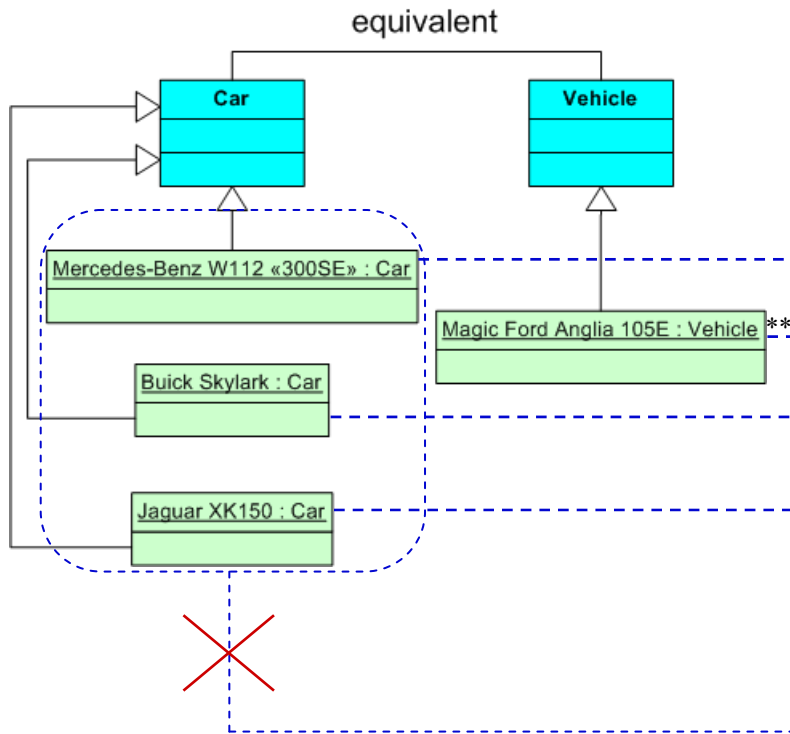 equivalent
Car
Vehicle
Mercedes-Benz W112 «300SE» : Car
Magic Ford Anglia 105E : Vehicle
**
Buick Skylark : Car
Jaguar XK150 : Car